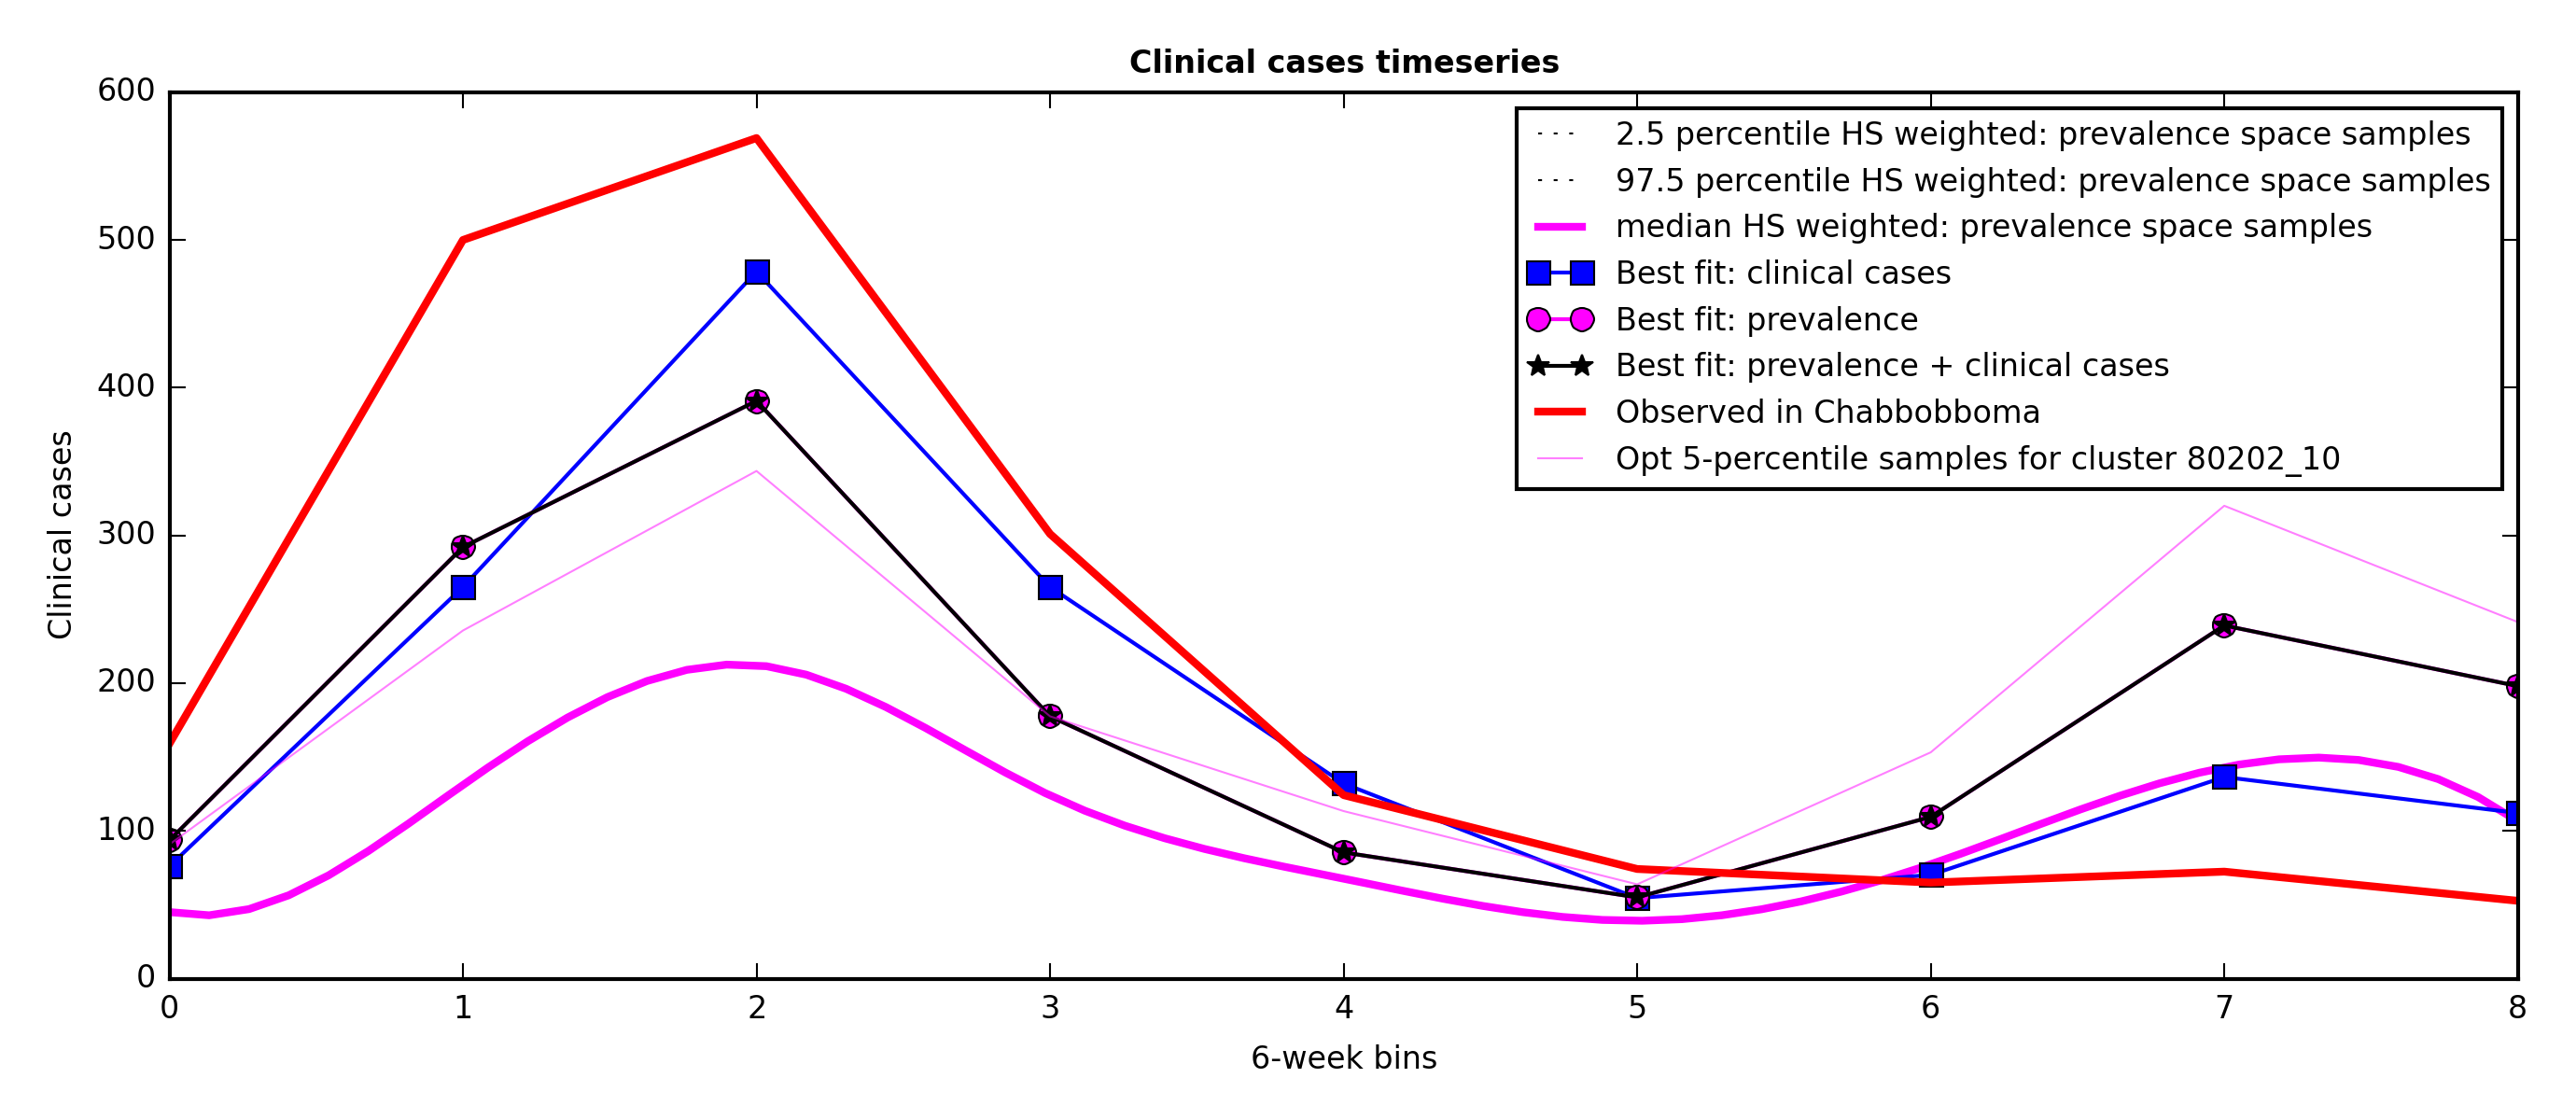 Clinical cases timeseries
600
500
400
300
200
100
0
Clinical cases
2.5 percentile HS weighted: prevalence space samples
97.5 percentile HS weighted: prevalence space samples
median HS weighted: prevalence space samples
Best fit: clinical cases
Best fit: prevalence
Best fit: prevalence + clinical cases
Observed in Chabbobboma
Opt 5-percentile samples for cluster 80202_10
0 1 2 3 4 5 6 7 8
6-week bins